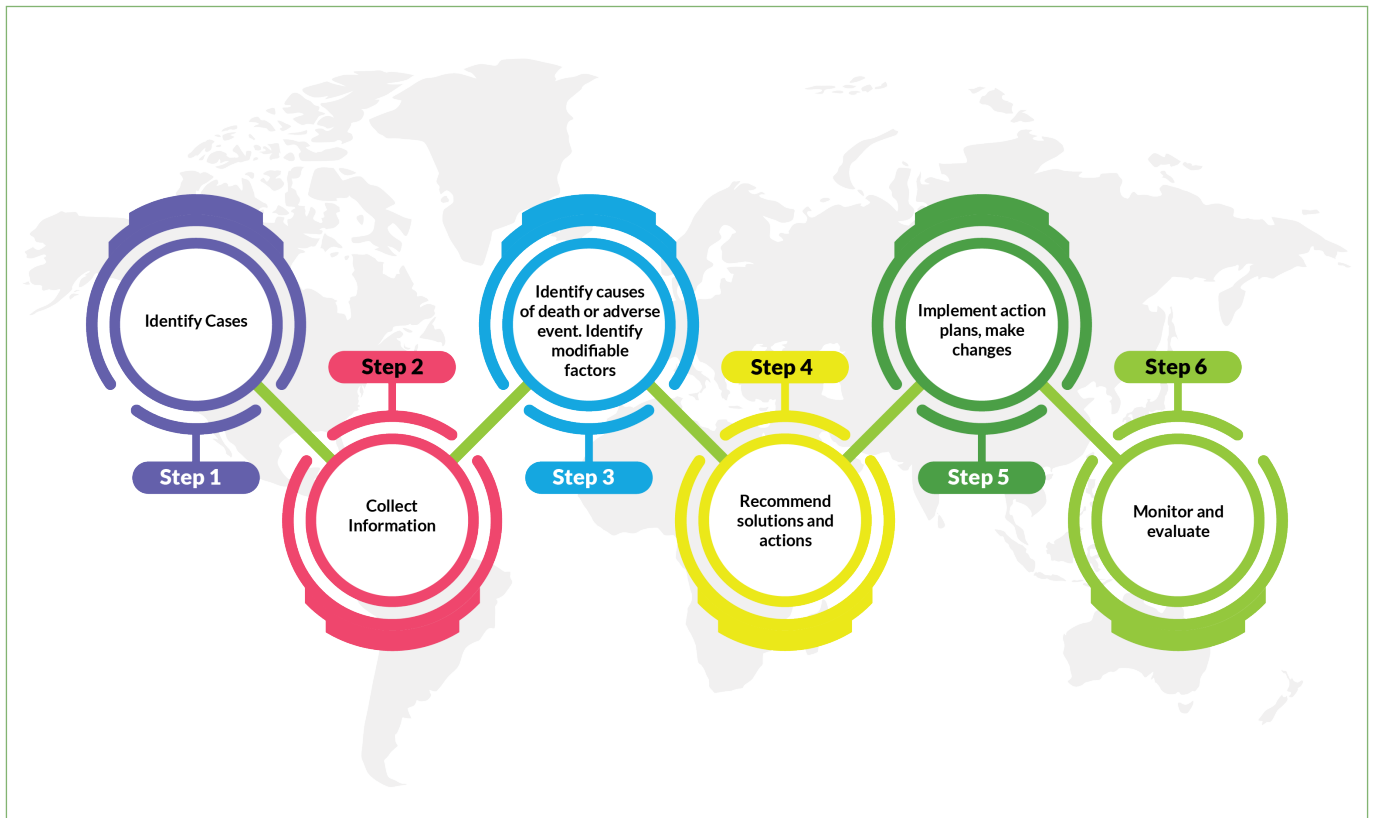 Identify Cases
Step 1
Step 2
Collect
Information
Identify causes
of death or adverse
event. Identify
modifiable
factors
Step 3
Step 4
Recommend
solutions and
actions
Implement action
plans, make
changes
Step 5
Step 6
Monitor and
evaluate